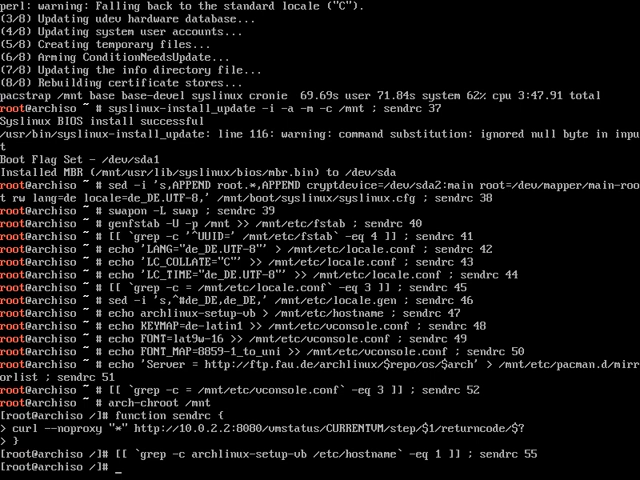 perl: warning: Falling back to the standard locale ("C").
(3/8) Updating udev hardware database...
(4/8) Updating system user accounts...
(5/8) Creating temporary files...
(6/8) Arming ConditionNeedsUpdate...
(7/8) Updating the info directory file...
(8/8) Rebuilding certificate stores...
pacstrap /mnt base base-devel syslinux cronie  69.69s user 71.84s system 62% cpu 3:47.91 total
root@archiso ~ # syslinux-install_update -i -a -m -c /mnt ; sendrc 37
Syslinux BIOS install successful
/usr/bin/syslinux-install_update: line 116: warning: command substitution: ignored null byte in inpu
t
Boot Flag Set - /dev/sda1
Installed MBR (/mnt/usr/lib/syslinux/bios/mbr.bin) to /dev/sda
root@archiso ~ # sed -i 's,APPEND root.*,APPEND cryptdevice=/dev/sda2:main root=/dev/mapper/main-roo
t rw lang=de locale=de_DE.UTF-8,' /mnt/boot/syslinux/syslinux.cfg ; sendrc 38
root@archiso ~ # swapon -L swap ; sendrc 39
root@archiso ~ # genfstab -U -p /mnt >> /mnt/etc/fstab ; sendrc 40
root@archiso ~ # [[ `grep -c '^UUID=' /mnt/etc/fstab` -eq 4 ]] ; sendrc 41
root@archiso ~ # echo 'LANG="de_DE.UTF-8"' > /mnt/etc/locale.conf ; sendrc 42
root@archiso ~ # echo 'LC_COLLATE="C"' >> /mnt/etc/locale.conf ; sendrc 43
root@archiso ~ # echo 'LC_TIME="de_DE.UTF-8"' >> /mnt/etc/locale.conf ; sendrc 44
root@archiso ~ # [[ `grep -c = /mnt/etc/locale.conf` -eq 3 ]] ; sendrc 45
root@archiso ~ # sed -i 's,^#de_DE,de_DE,' /mnt/etc/locale.gen ; sendrc 46
root@archiso ~ # echo archlinux-setup-vb > /mnt/etc/hostname ; sendrc 47
root@archiso ~ # echo KEYMAP=de-latin1 >> /mnt/etc/vconsole.conf ; sendrc 48
root@archiso ~ # echo FONT=lat9w-16 >> /mnt/etc/vconsole.conf ; sendrc 49
root@archiso ~ # echo FONT_MAP=8859-1_to_uni >> /mnt/etc/vconsole.conf ; sendrc 50
root@archiso ~ # echo 'Server = http://ftp.fau.de/archlinux/$repo/os/$arch' > /mnt/etc/pacman.d/mirr
orlist ; sendrc 51
root@archiso ~ # [[ `grep -c = /mnt/etc/vconsole.conf` -eq 3 ]] ; sendrc 52
root@archiso ~ # arch-chroot /mnt
[root@archiso /]# function sendrc {
> curl --noproxy "*" http://10.0.2.2:8080/vmstatus/CURRENTVM/step/$1/returncode/$?
> }
[root@archiso /]# [[ `grep -c archlinux-setup-vb /etc/hostname` -eq 1 ]] ; sendrc 55
[root@archiso /]# _